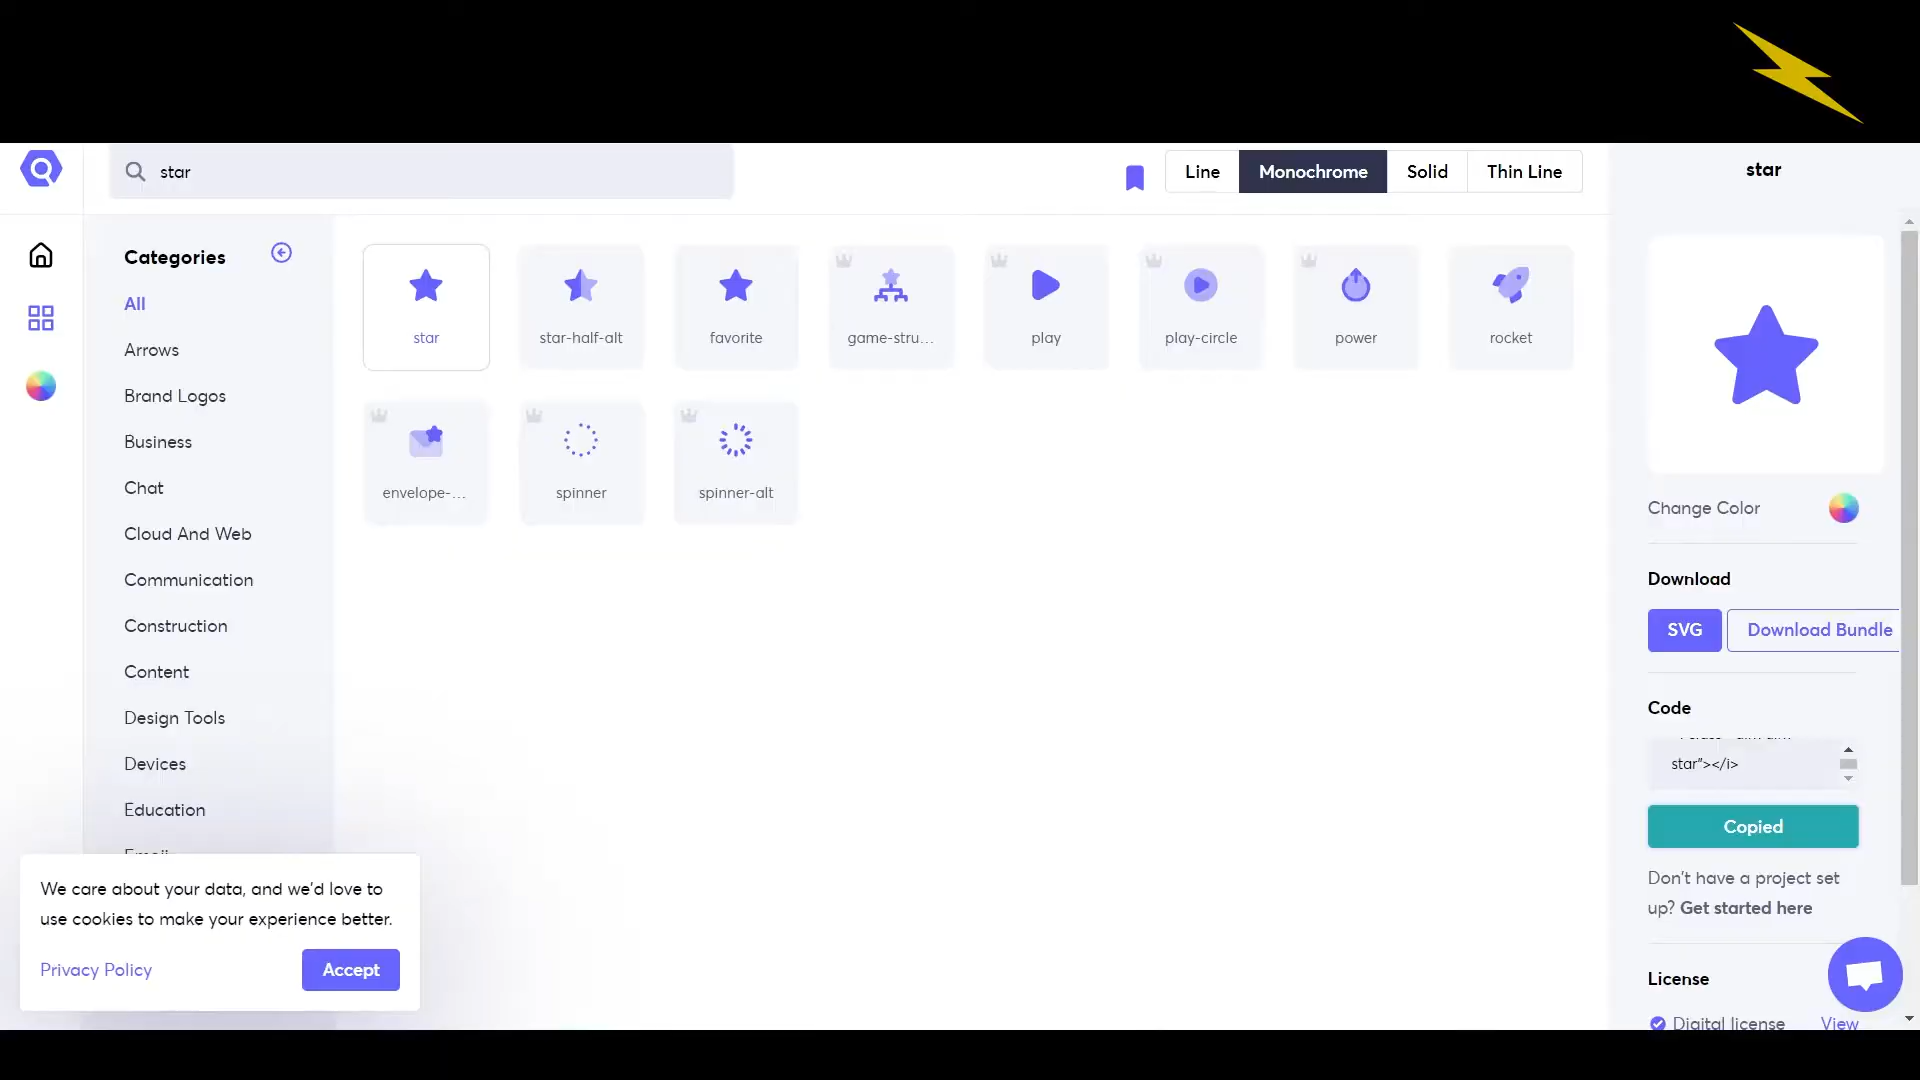 star
Line
Monochrome
Solid
Thin Line
star
Categories
All
Arrows
Brand Logos
Business
Chat
Cloud And Web
Communication
Construction
Content
Design Tools
Devices
Education
star
star-half-alt
favorite
game-stru...
play
play-circle
power
rocket
envelope-...
spinner
spinner-alt
Change Color
Download
SVG
Download Bundle
Code
star"></i>
Copied
Don't have a project set
up? Get started here
License
Digital license
View
We care about your data, and we'd love to
use cookies to make your experience better.
Privacy Policy
Accept